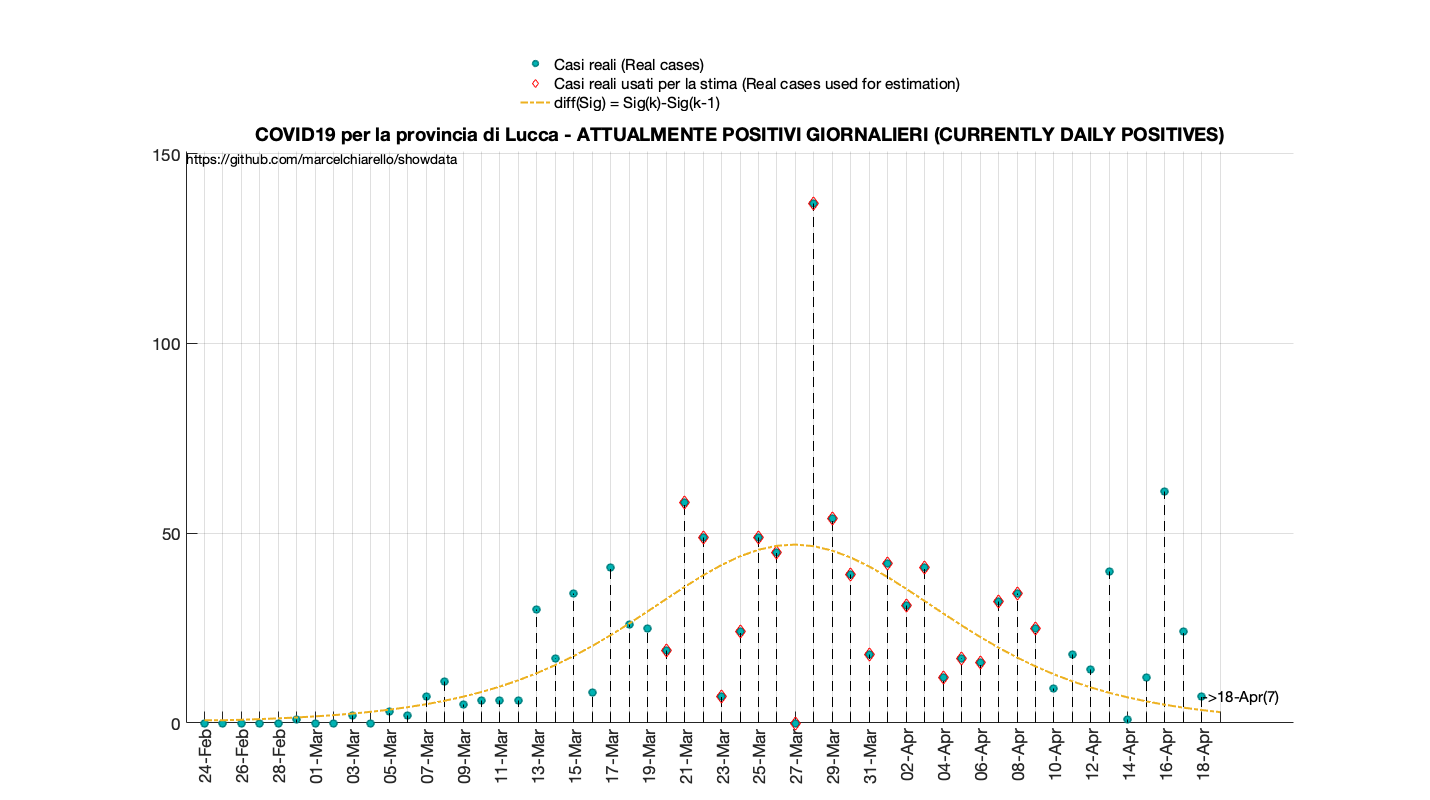 Casi reali (Real cases)
Casi reali usati per la stima (Real cases used for estimation)
diff(Sig) = Sig(k)-Sig(k-1)
COVID19 per la provincia di Lucca - ATTUALMENTE POSITIVI GIORNALIERI (CURRENTLY DAILY POSITIVES)
https://github.com/marcelchiarello/showdata
150
100
50
0
->18-Apr(7)
24-Feb
26-Feb
28-Feb
01-Mar
03-Mar
05-Mar
07-Mar
09-Mar
11-Mar
13-Mar
15-Mar
17-Mar
19-Mar
21-Mar
23-Mar
25-Mar
27-Mar
29-Mar
31-Mar
02-Apr
04-Apr
06-Apr
08-Apr
10-Apr
12-Apr
14-Apr
16-Apr
18-Apr